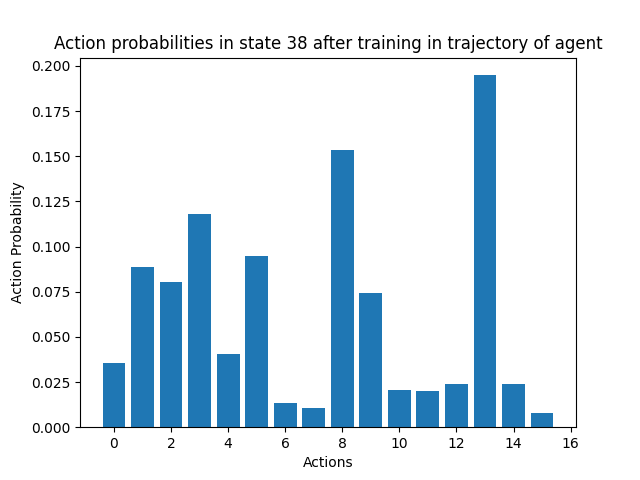 Action probabilities in state 38 after training in trajectory of agent
0.200
0.175
0.150
0.125
0.100
0.075
0.050
0.025
0.000
Action Probability
0 2 4 6 8 10 12 14 16
Actions